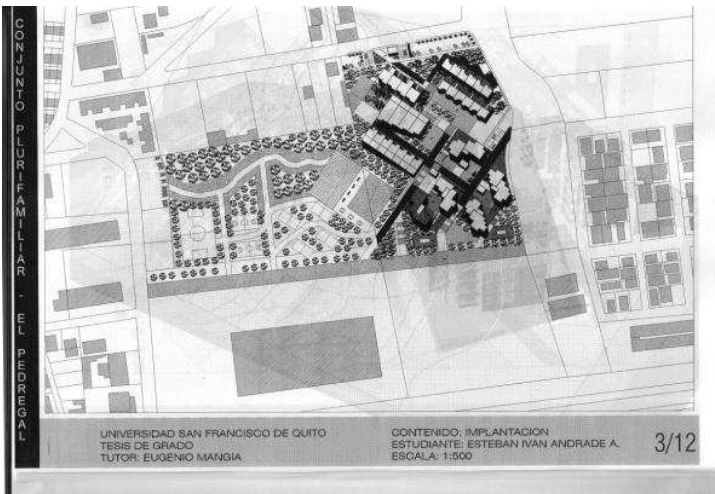 CONJUNTO PLURIFAMILIAR - EL PEDREGAL
UNIVERSIDAD SAN FRANCISCO DE QUITO
TESIS DE GRADO
TUTOR: EUGENIO MANGIA
CONTENIDO: IMPLANTACION
ESTUDIANTE: ESTEBAN IVAN ANDRADE A.
ESCALA: 1:500
3/12